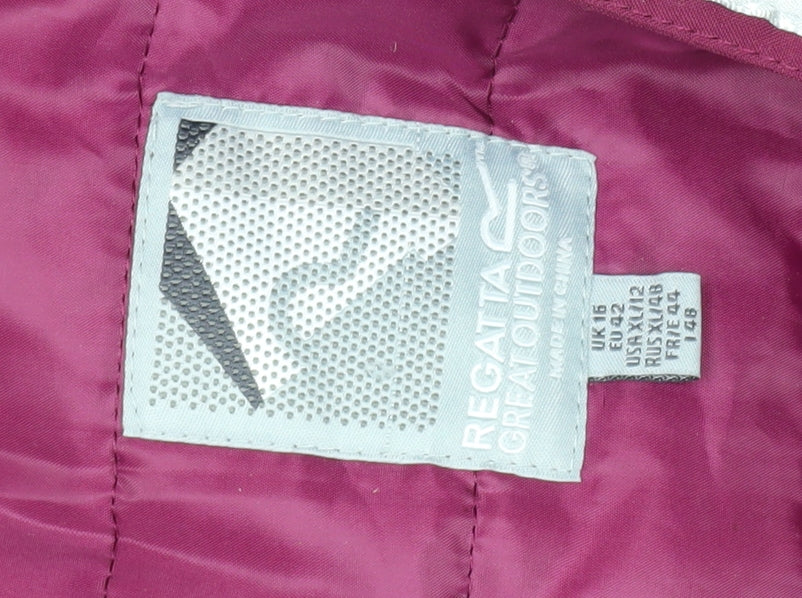 REGATTA
GREAT OUTDOORS®
MADE IN CHINA
UK 16
EU 42
USA XL/12
RUS XL/48
FR/E 44
I 48